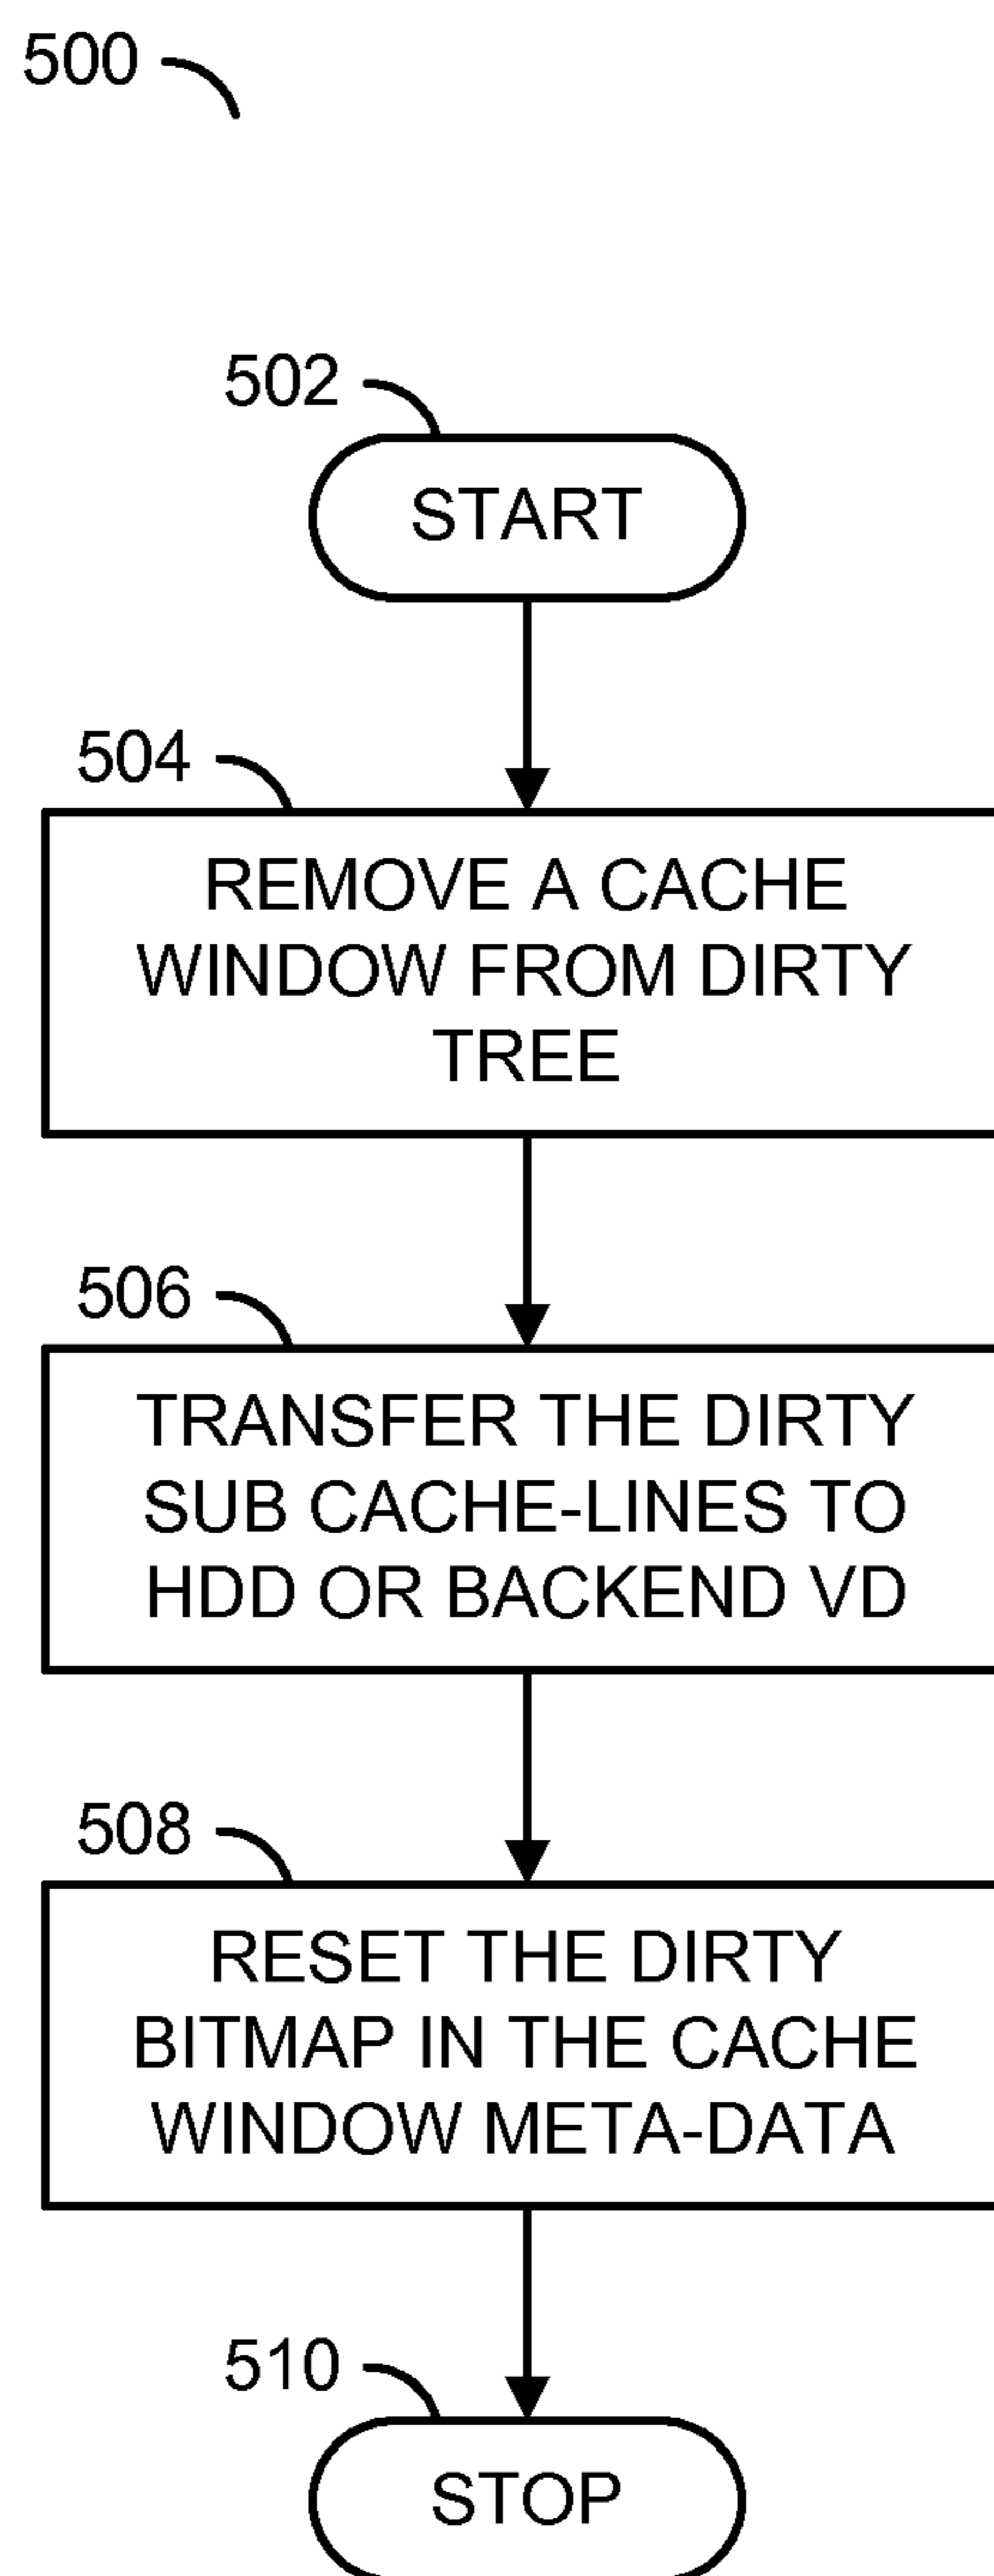 500
502
START
504
REMOVE A CACHE
WINDOW FROM DIRTY
TREE
506
TRANSFER THE DIRTY
SUB CACHE-LINES TO
HDD OR BACKEND VD
508
RESET THE DIRTY
BITMAP IN THE CACHE
WINDOW META-DATA
510
STOP